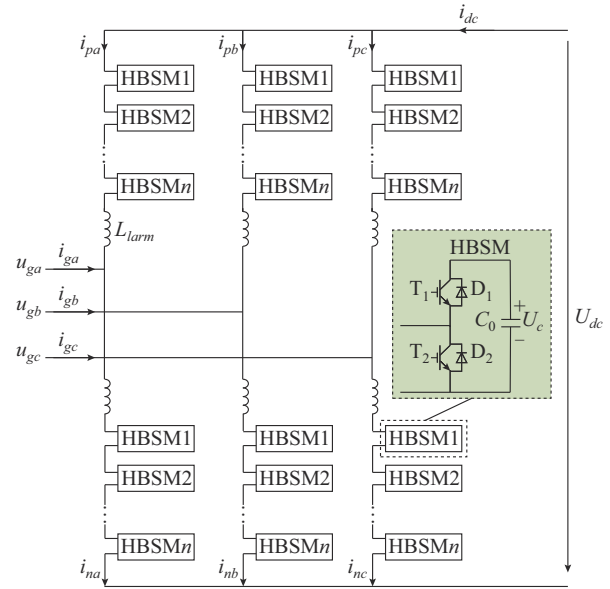 i_dc
i_pa i_pb i_pc
HBSM1 HBSM1 HBSM1
HBSM2 HBSM2 HBSM2
HBSMn HBSMn HBSMn
L_larm
HBSM
u_ga i_ga
T_1 D_1
u_gb i_gb
C_0 + U_c −
U_dc
u_gc i_gc
T_2 D_2
HBSM1 HBSM1 HBSM1
HBSM2 HBSM2 HBSM2
HBSMn HBSMn HBSMn
i_na i_nb i_nc